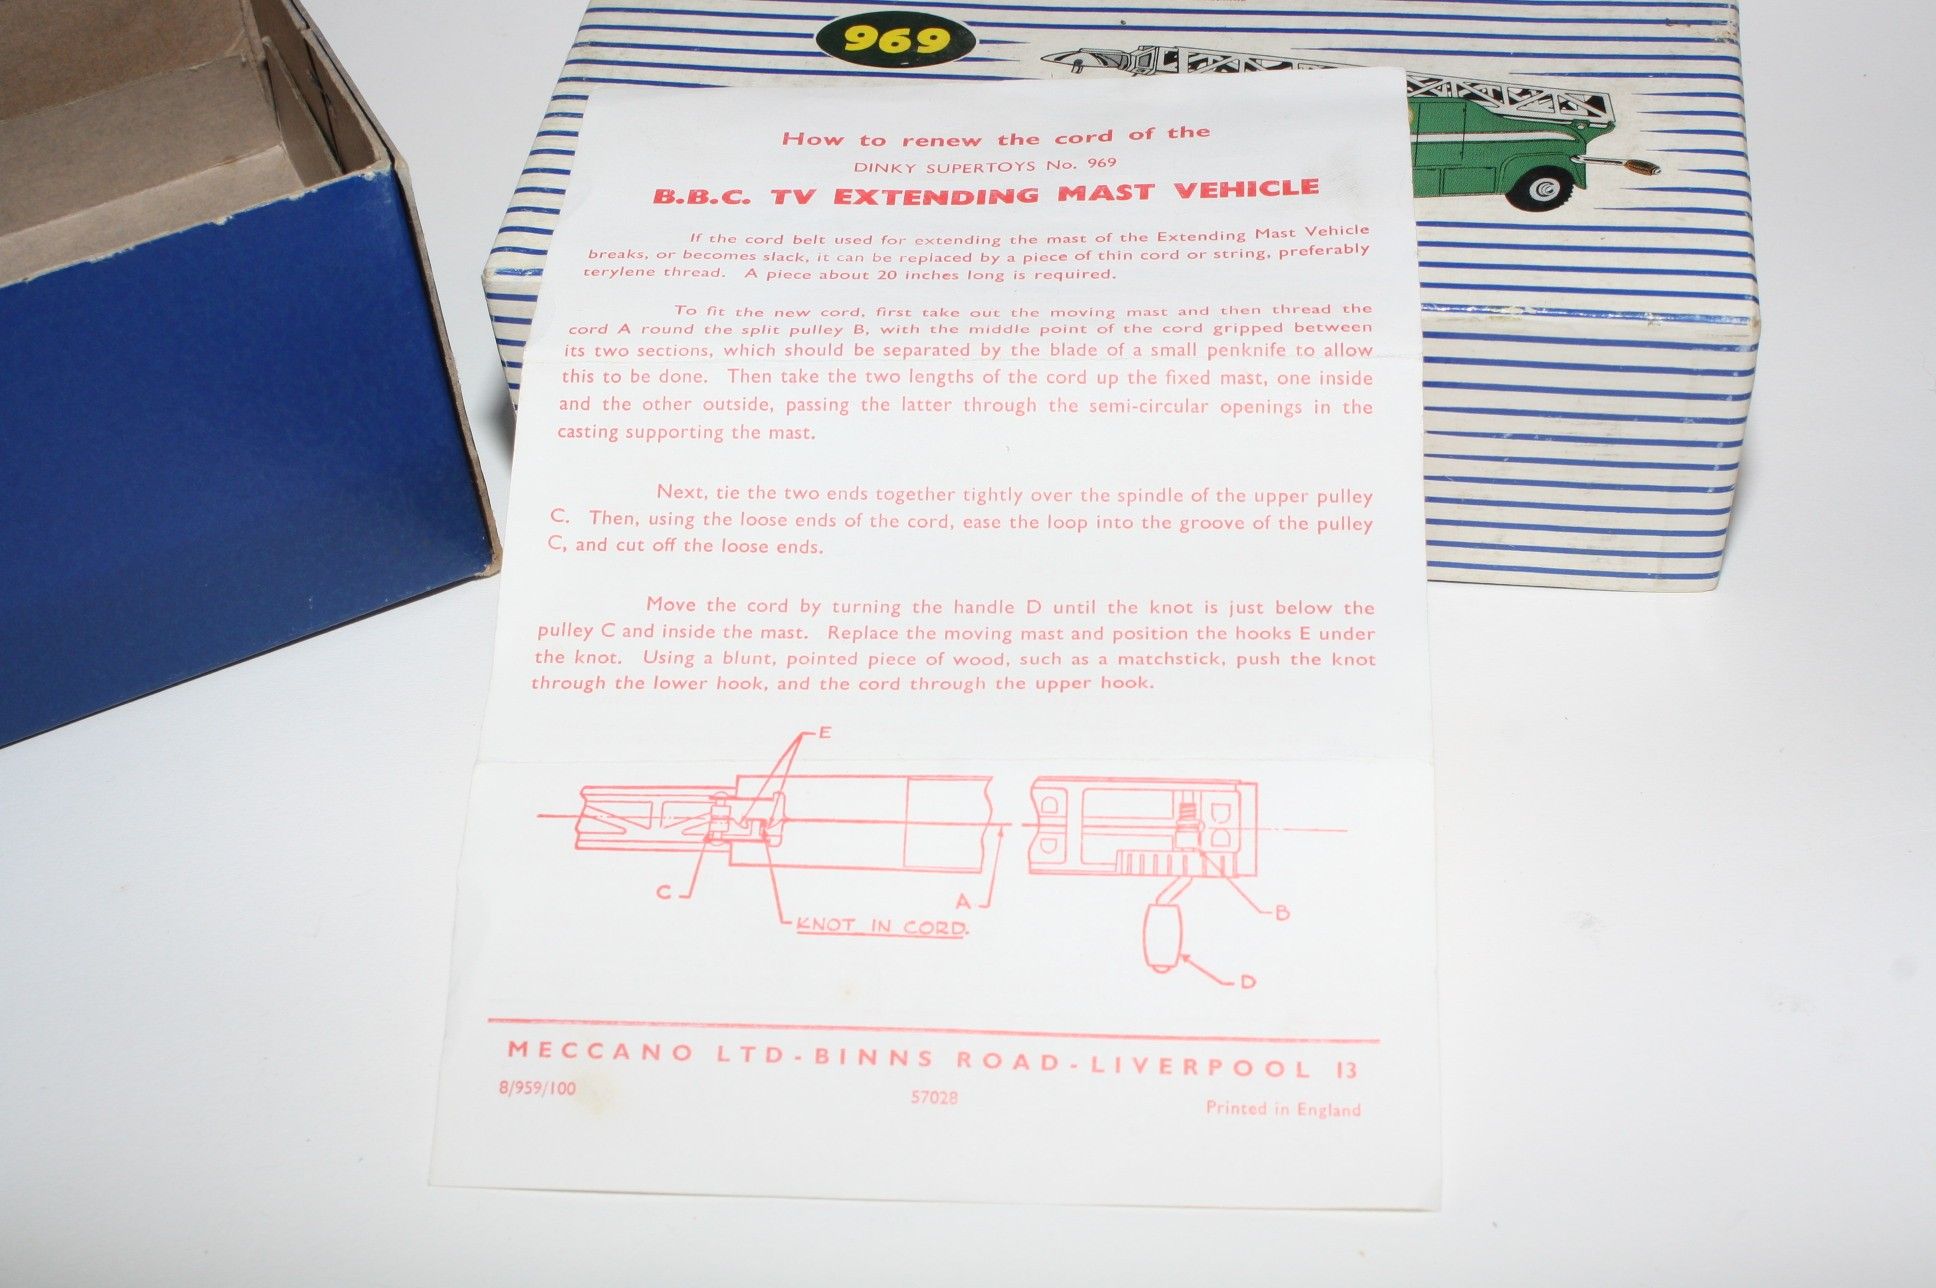 969
How to renew the cord of the
DINKY SUPERTOYS No. 969
B.B.C. TV EXTENDING MAST VEHICLE
If the cord belt used for extending the mast of the Extending Mast Vehicle
breaks, or becomes slack, it can be replaced by a piece of thin cord or string, preferably
terylene thread. A piece about 20 inches long is required.
To fit the new cord, first take out the moving mast and then thread the
cord A round the split pulley B, with the middle point of the cord gripped between
its two sections, which should be separated by the blade of a small penknife to allow
this to be done. Then take the two lengths of the cord up the fixed mast, one inside
and the other outside, passing the latter through the semi-circular openings in the
casting supporting the mast.
Next, tie the two ends together tightly over the spindle of the upper pulley
C. Then, using the loose ends of the cord, ease the loop into the groove of the pulley
C, and cut off the loose ends.
Move the cord by turning the handle D until the knot is just below the
pulley C and inside the mast. Replace the moving mast and position the hooks E under
the knot. Using a blunt, pointed piece of wood, such as a matchstick, push the knot
through the lower hook, and the cord through the upper hook.
E
C
A
B
KNOT IN CORD.
D
MECCANO LTD - BINNS ROAD - LIVERPOOL 13
8/959/100
57028
Printed in England